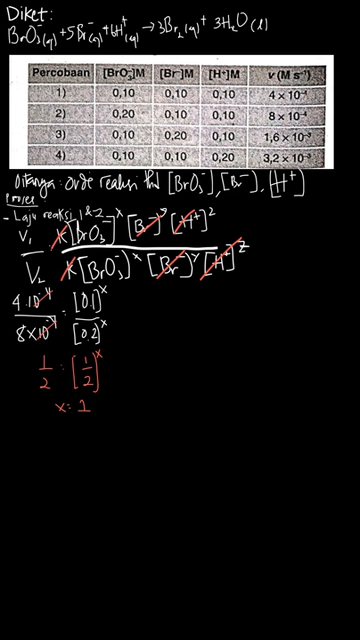 Diket:
BrO₃⁻(aq) + 5Br⁻(aq) + 6H⁺(aq) → 3Br₂(aq) + 3H₂O(l)
Percobaan [BrO₃⁻]M [Br⁻]M [H⁺]M v (M s⁻¹)
1) 0,10 0,10 0,10 4 × 10⁻⁴
2) 0,20 0,10 0,10 8 × 10⁻⁴
3) 0,10 0,20 0,10 1,6 × 10⁻³
4) 0,10 0,10 0,20 3,2 × 10⁻³
Ditanya: orde reaksi thd [BrO₃⁻], [Br⁻], [H⁺]
- Laju reaksi 1 & 2
V₁ K[BrO₃⁻]ˣ [Br⁻]ʸ [H⁺]ᶻ
V₂ K[BrO₃⁻]ˣ [Br⁻]ʸ [H⁺]ᶻ
4.10⁻⁴ = [0.1]ˣ
8×10⁻⁴ [0.2]ˣ
1/2 = [1/2]ˣ
x = 1